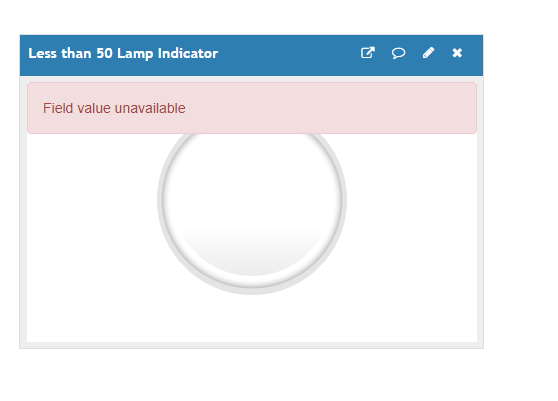 Less than 50 Lamp Indicator
Field value unavailable